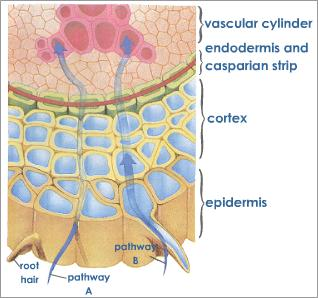 vascular cylinder
endodermis and
casparian strip
cortex
epidermis
root
hair
pathway
A
pathway
B